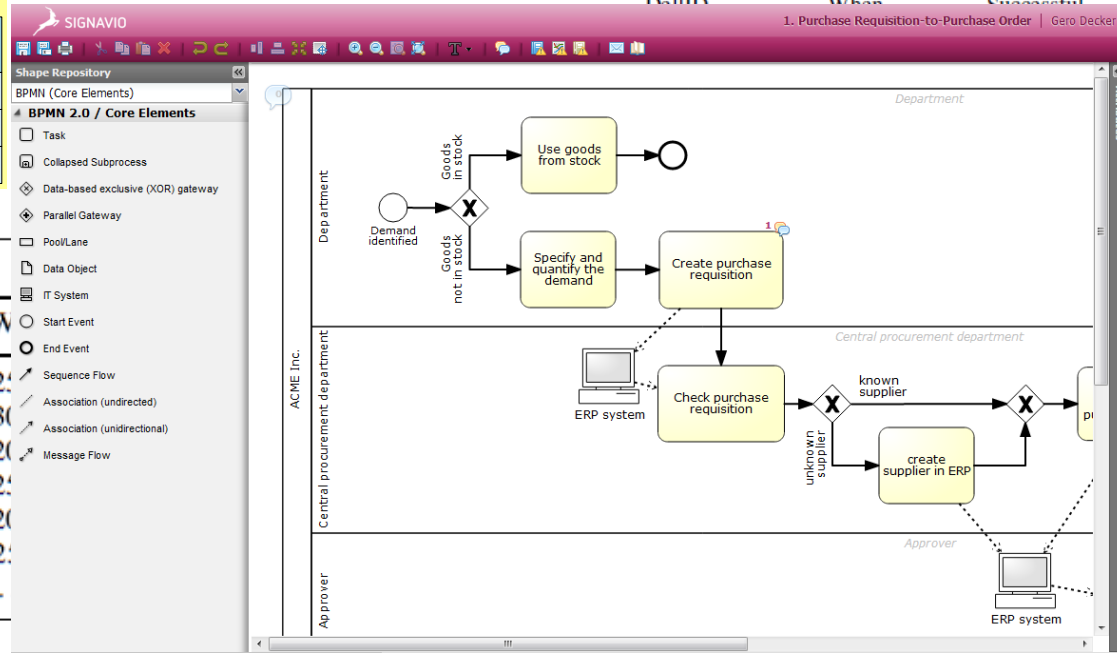 When
Successful
SIGNAVIO
1. Purchase Requisition-to-Purchase Order | Gero Decker
Shape Repository
BPMN (Core Elements)
BPMN 2.0 / Core Elements
Task
Collapsed Subprocess
Data-based exclusive (XOR) gateway
Parallel Gateway
Pool/Lane
Data Object
IT System
Start Event
End Event
Sequence Flow
Association (undirected)
Association (unidirectional)
Message Flow
ACME Inc.
Department
Department
Demand
identified
X
Goods
in stock
Use goods
from stock
Goods
not in stock
Specify and
quantify the
demand
1
Create purchase
requisition
Central procurement department
Central procurement department
ERP system
Check purchase
requisition
X
known
supplier
unknown
supplier
create
supplier in ERP
X
Approver
Approver
ERP system